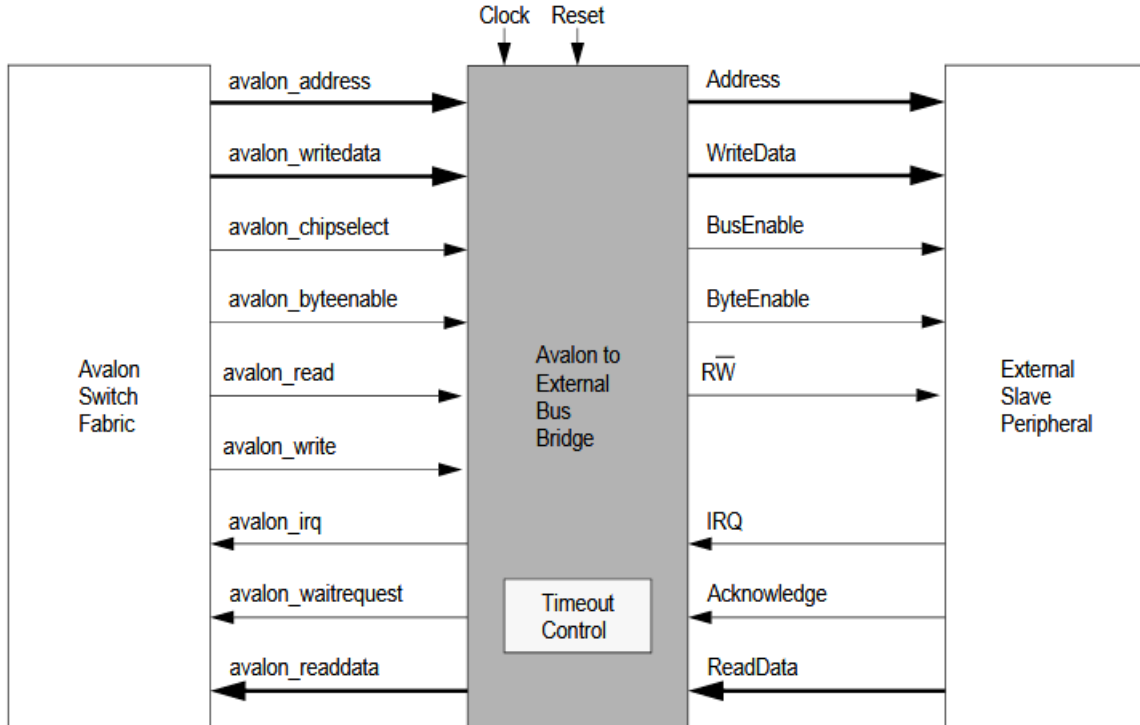 Clock Reset
avalon_address
Address
avalon_writedata
WriteData
avalon_chipselect
BusEnable
avalon_byteenable
ByteEnable
Avalon
Switch
Fabric
avalon_read
Avalon to
External
Bus
Bridge
RW̅
External
Slave
Peripheral
avalon_write
avalon_irq
IRQ
avalon_waitrequest
Timeout
Control
Acknowledge
avalon_readdata
ReadData